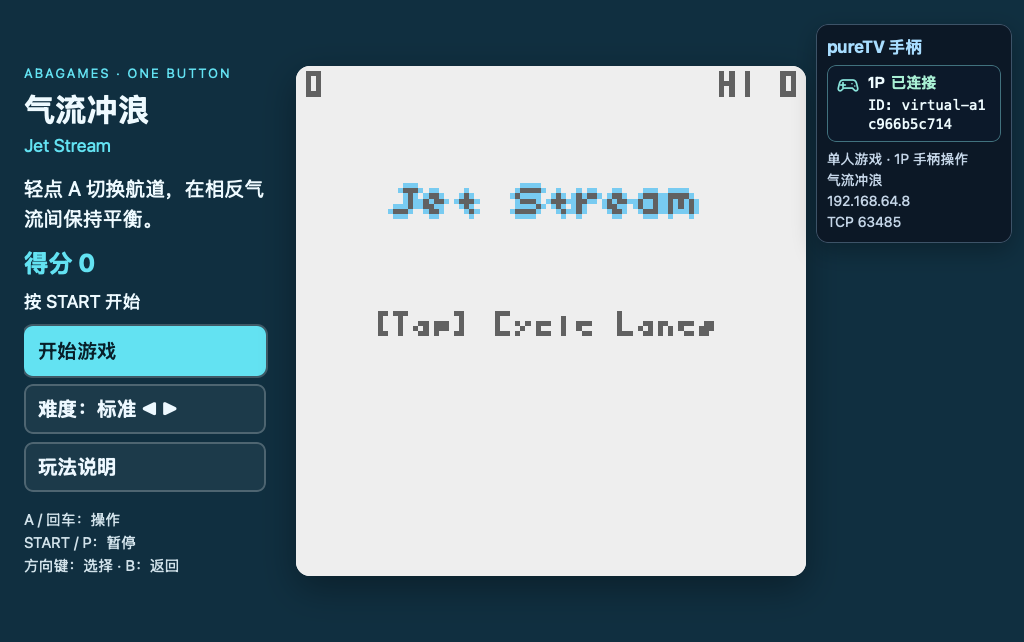 ABAGAMES · ONE BUTTON
气流冲浪
Jet Stream
轻点 A 切换航道，在相反气
流间保持平衡。
得分 0
按 START 开始
开始游戏
难度：标准 ◀ ▶
玩法说明
A / 回车：操作
START / P：暂停
方向键：选择 · B：返回
0
HI 0
Jet Stream
[Tap] Cycle Lanes
pureTV 手柄
1P 已连接
ID: virtual-a1
c966b5c714
单人游戏 · 1P 手柄操作
气流冲浪
192.168.64.8
TCP 63485